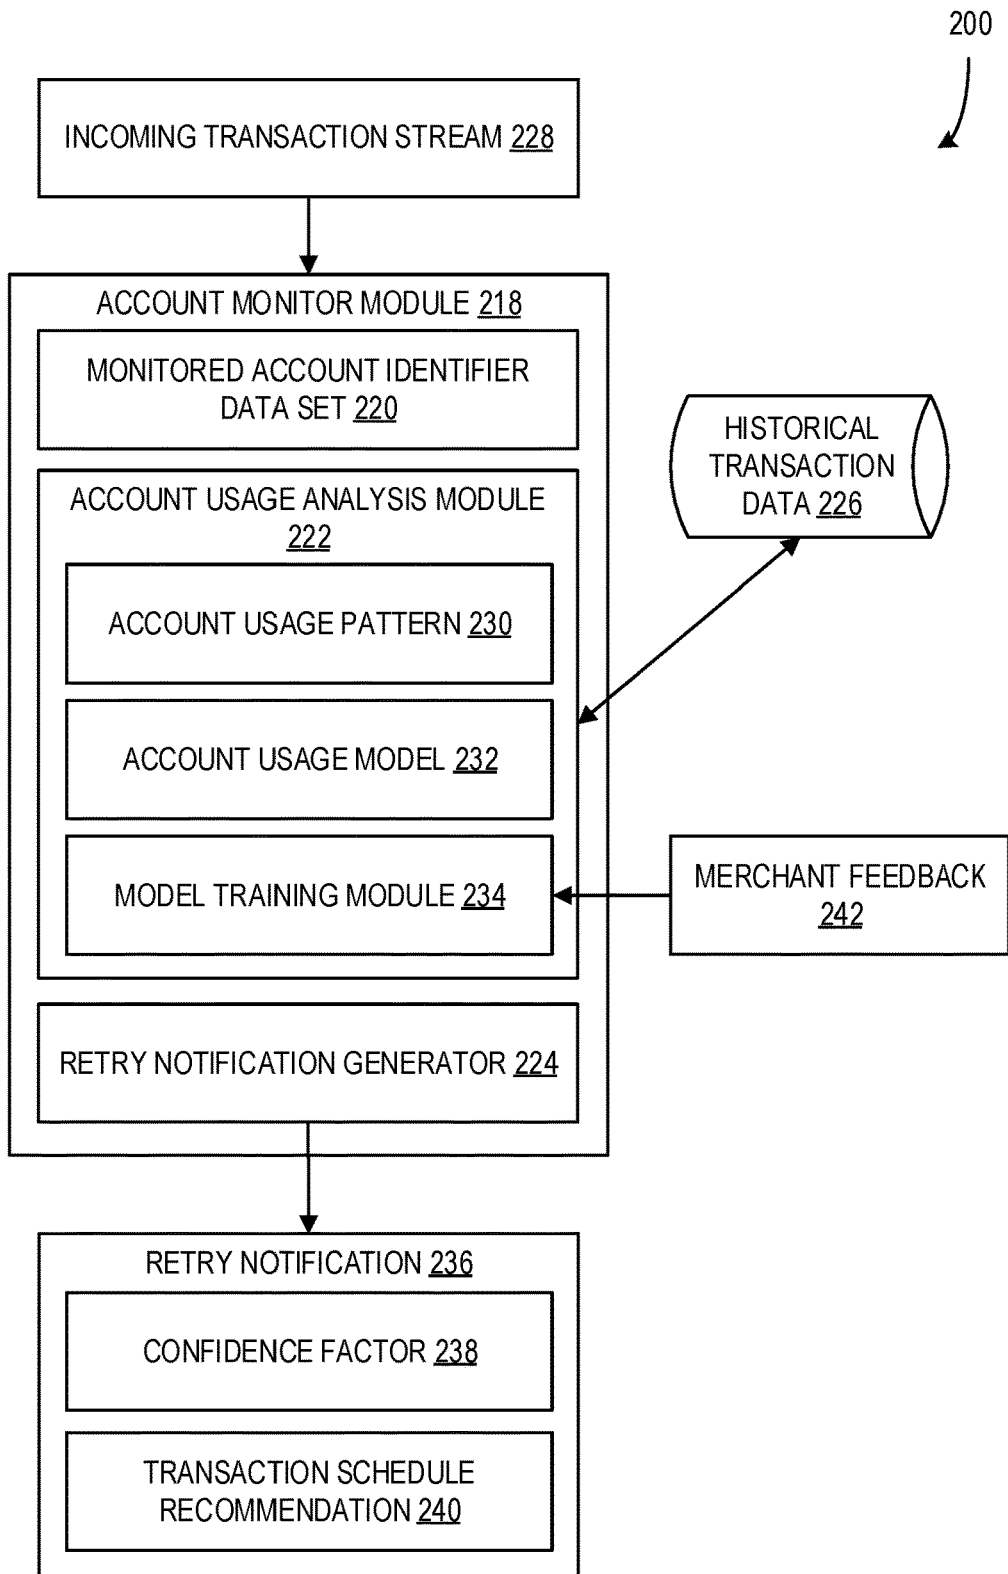 200
INCOMING TRANSACTION STREAM 228
ACCOUNT MONITOR MODULE 218
MONITORED ACCOUNT IDENTIFIER
DATA SET 220
HISTORICAL
TRANSACTION
DATA 226
ACCOUNT USAGE ANALYSIS MODULE
222
ACCOUNT USAGE PATTERN 230
ACCOUNT USAGE MODEL 232
MODEL TRAINING MODULE 234
MERCHANT FEEDBACK
242
RETRY NOTIFICATION GENERATOR 224
RETRY NOTIFICATION 236
CONFIDENCE FACTOR 238
TRANSACTION SCHEDULE
RECOMMENDATION 240